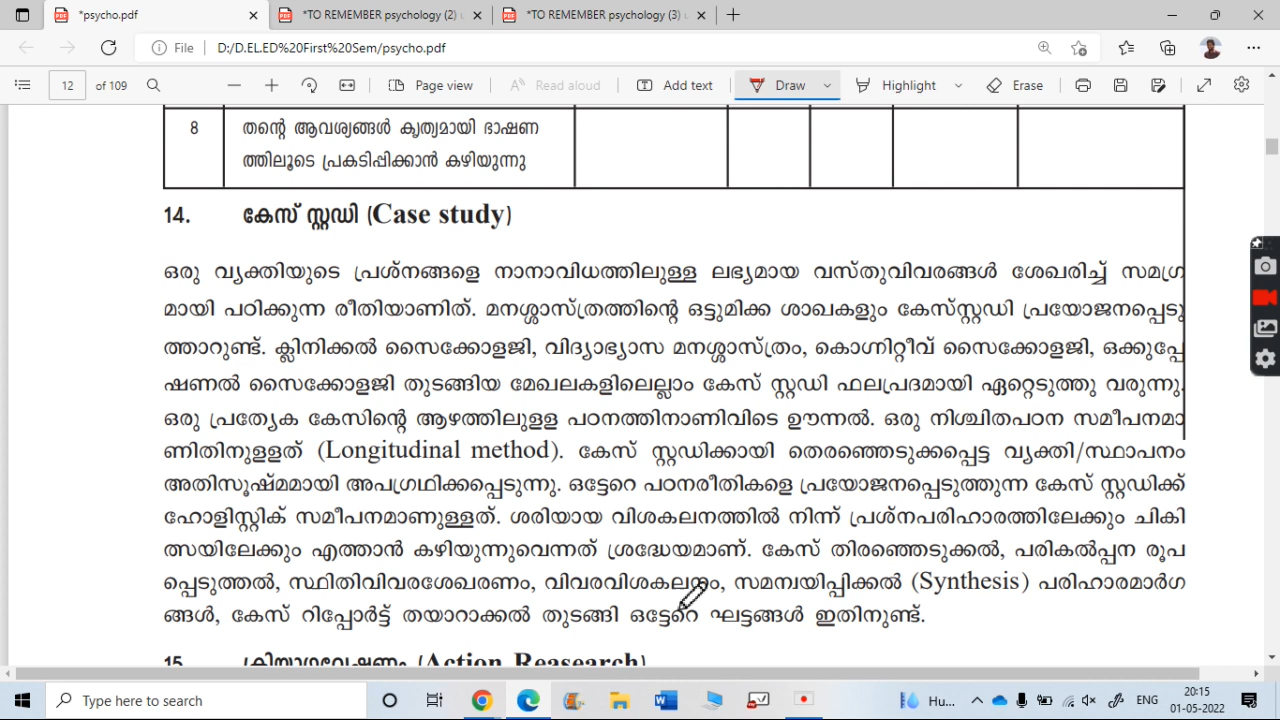 *psycho.pdf
*TO REMEMBER psychology (2)
*TO REMEMBER psychology (3)
File
D:/D.EL.ED%20First%20Sem/psycho.pdf
12 of 109
Page view
Read aloud
Add text
Draw
Highlight
Erase
8 തന്റെ ആവശ്യങ്ങൾ കൃത്യമായി ഭാഷണ
ത്തിലൂടെ പ്രകടിപ്പിക്കാൻ കഴിയുന്നു
14. കേസ് സ്റ്റഡി (Case study)
ഒരു വ്യക്തിയുടെ പ്രശ്നങ്ങളെ നാനാവിധത്തിലുള്ള ലഭ്യമായ വസ്തുവിവരങ്ങൾ ശേഖരിച്ച് സമഗ്ര
മായി പഠിക്കുന്ന രീതിയാണിത്. മനശ്ശാസ്ത്രത്തിന്റെ ഒട്ടുമിക്ക ശാഖകളും കേസ്സ്റ്റഡി പ്രയോജനപ്പെടു
ത്താറുണ്ട്. ക്ലിനിക്കൽ സൈക്കോളജി, വിദ്യാഭ്യാസ മനശ്ശാസ്ത്രം, കൊഗ്നിറ്റീവ് സൈക്കോളജി, ഒക്കുപ്പേ
ഷണൽ സൈക്കോളജി തുടങ്ങിയ മേഖലകളിലെല്ലാം കേസ് സ്റ്റഡി ഫലപ്രദമായി ഏറ്റെടുത്തു വരുന്നു.
ഒരു പ്രത്യേക കേസിന്റെ ആഴത്തിലുളള പഠനത്തിനാണിവിടെ ഊന്നൽ. ഒരു നിശ്ചിതപഠന സമീപനമാ
ണിതിനുളളത് (Longitudinal method). കേസ് സ്റ്റഡിക്കായി തെരഞ്ഞെടുക്കപ്പെട്ട വ്യക്തി/സ്ഥാപനം
അതിസൂഷ്മമായി അപഗ്രഥിക്കപ്പെടുന്നു. ഒട്ടേറെ പഠനരീതികളെ പ്രയോജനപ്പെടുത്തുന്ന കേസ് സ്റ്റഡിക്ക്
ഹോളിസ്റ്റിക് സമീപനമാണുള്ളത്. ശരിയായ വിശകലനത്തിൽ നിന്ന് പ്രശ്നപരിഹാരത്തിലേക്കും ചികി
ത്സയിലേക്കും എത്താൻ കഴിയുന്നുവെന്നത് ശ്രദ്ധേയമാണ്. കേസ് തിരഞ്ഞെടുക്കൽ, പരികൽപ്പന രൂപ
പ്പെടുത്തൽ, സ്ഥിതിവിവരശേഖരണം, വിവരവിശകലനം, സമന്വയിപ്പിക്കൽ (Synthesis) പരിഹാരമാർഗ
ങ്ങൾ, കേസ് റിപ്പോർട്ട് തയാറാക്കൽ തുടങ്ങി ഒട്ടേറെ ഘട്ടങ്ങൾ ഇതിനുണ്ട്.
15 ക്രിയാഗവേഷണം (Action Reasearch)
Type here to search
Hu...
ENG
20:15
01-05-2022